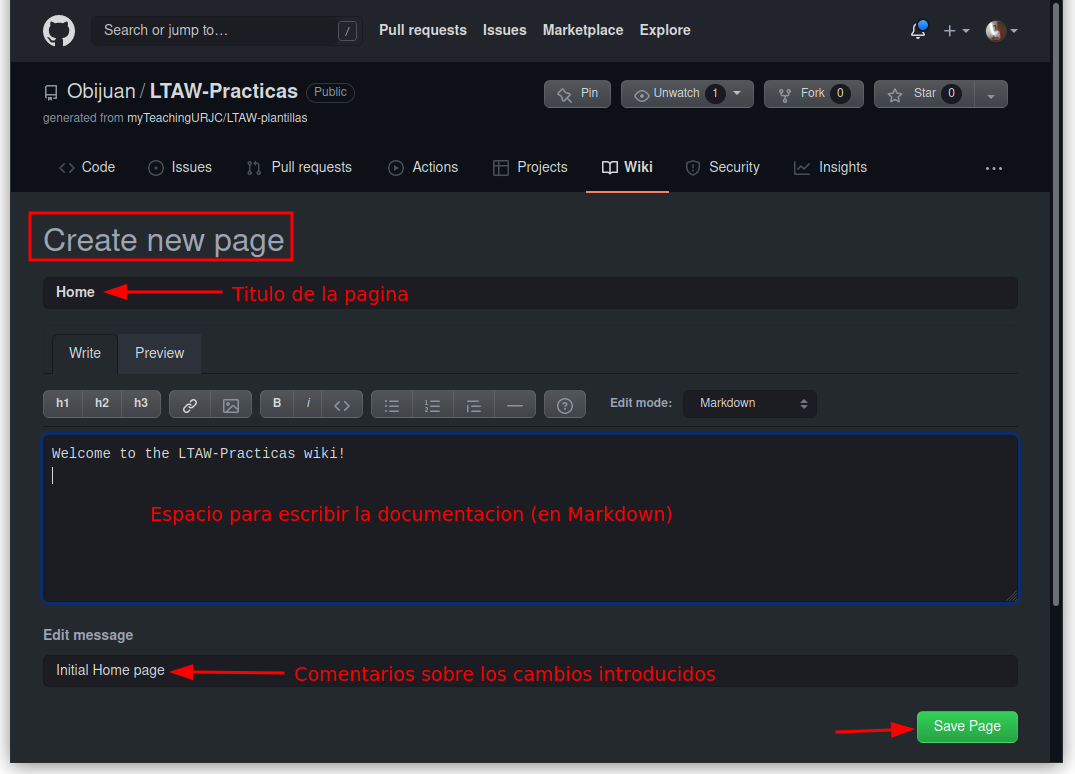 Search or jump to… /
Pull requests Issues Marketplace Explore
Obijuan / LTAW-Practicas Public
Pin Unwatch 1 Fork 0 Star 0
generated from myTeachingURJC/LTAW-plantillas
Code Issues Pull requests Actions Projects Wiki Security Insights ...
Create new page
Home Titulo de la pagina
Write Preview
h1 h2 h3 B i <> ? Edit mode: Markdown
Welcome to the LTAW-Practicas wiki!
Espacio para escribir la documentacion (en Markdown)
Edit message
Initial Home page Comentarios sobre los cambios introducidos
Save Page